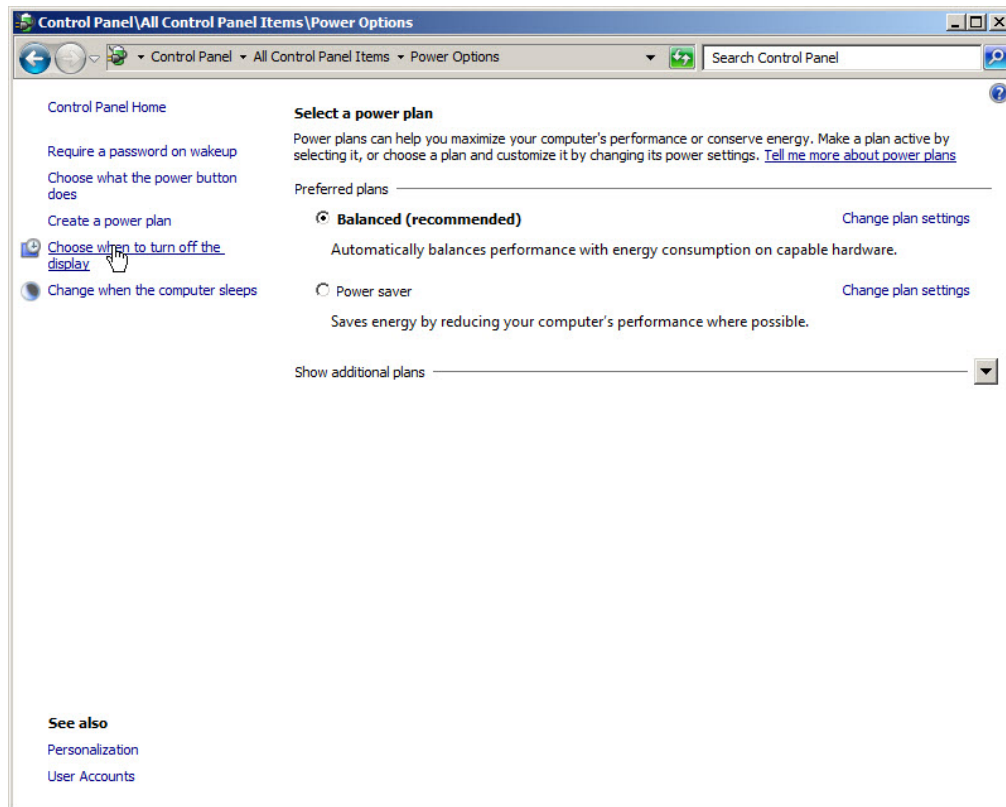 Control Panel\All Control Panel Items\Power Options
Control Panel All Control Panel Items Power Options
Search Control Panel
Control Panel Home
Require a password on wakeup
Choose what the power button
does
Create a power plan
Choose when to turn off the
display
Change when the computer sleeps
Select a power plan
Power plans can help you maximize your computer's performance or conserve energy. Make a plan active by
selecting it, or choose a plan and customize it by changing its power settings. Tell me more about power plans
Preferred plans
Balanced (recommended) Change plan settings
Automatically balances performance with energy consumption on capable hardware.
Power saver Change plan settings
Saves energy by reducing your computer's performance where possible.
Show additional plans
See also
Personalization
User Accounts